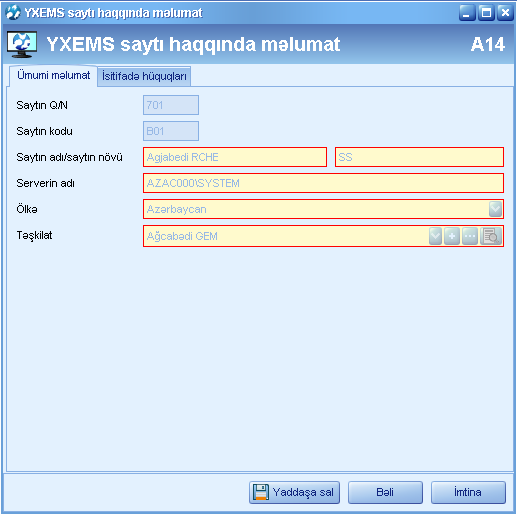 YXEMS saytı haqqında məlumat
YXEMS saytı haqqında məlumat A14
Ümumi məlumat İsitifadə hüquqları
Saytın Q/N 701
Saytın kodu B01
Saytın adı/saytın növü Agjabedi RCHE SS
Serverin adı AZAC000\SYSTEM
Ölkə Azərbaycan
Təşkilat Ağcabədi GEM
Yaddaşa sal Bəli İmtina